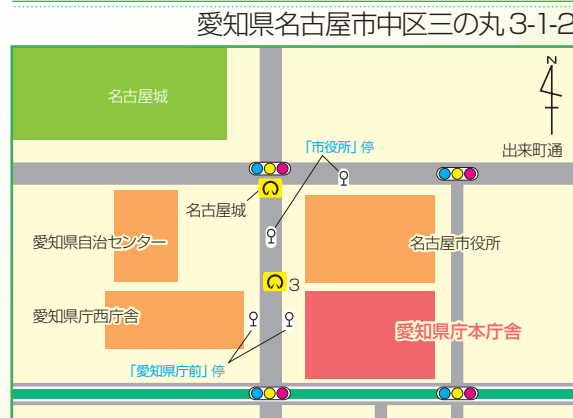 愛知県名古屋市中区三の丸3-1-2
名古屋城
N
「市役所」停
出来町通
名古屋城
愛知県自治センター
名古屋市役所
3
愛知県庁西庁舎
愛知県庁本庁舎
「愛知県庁前」停